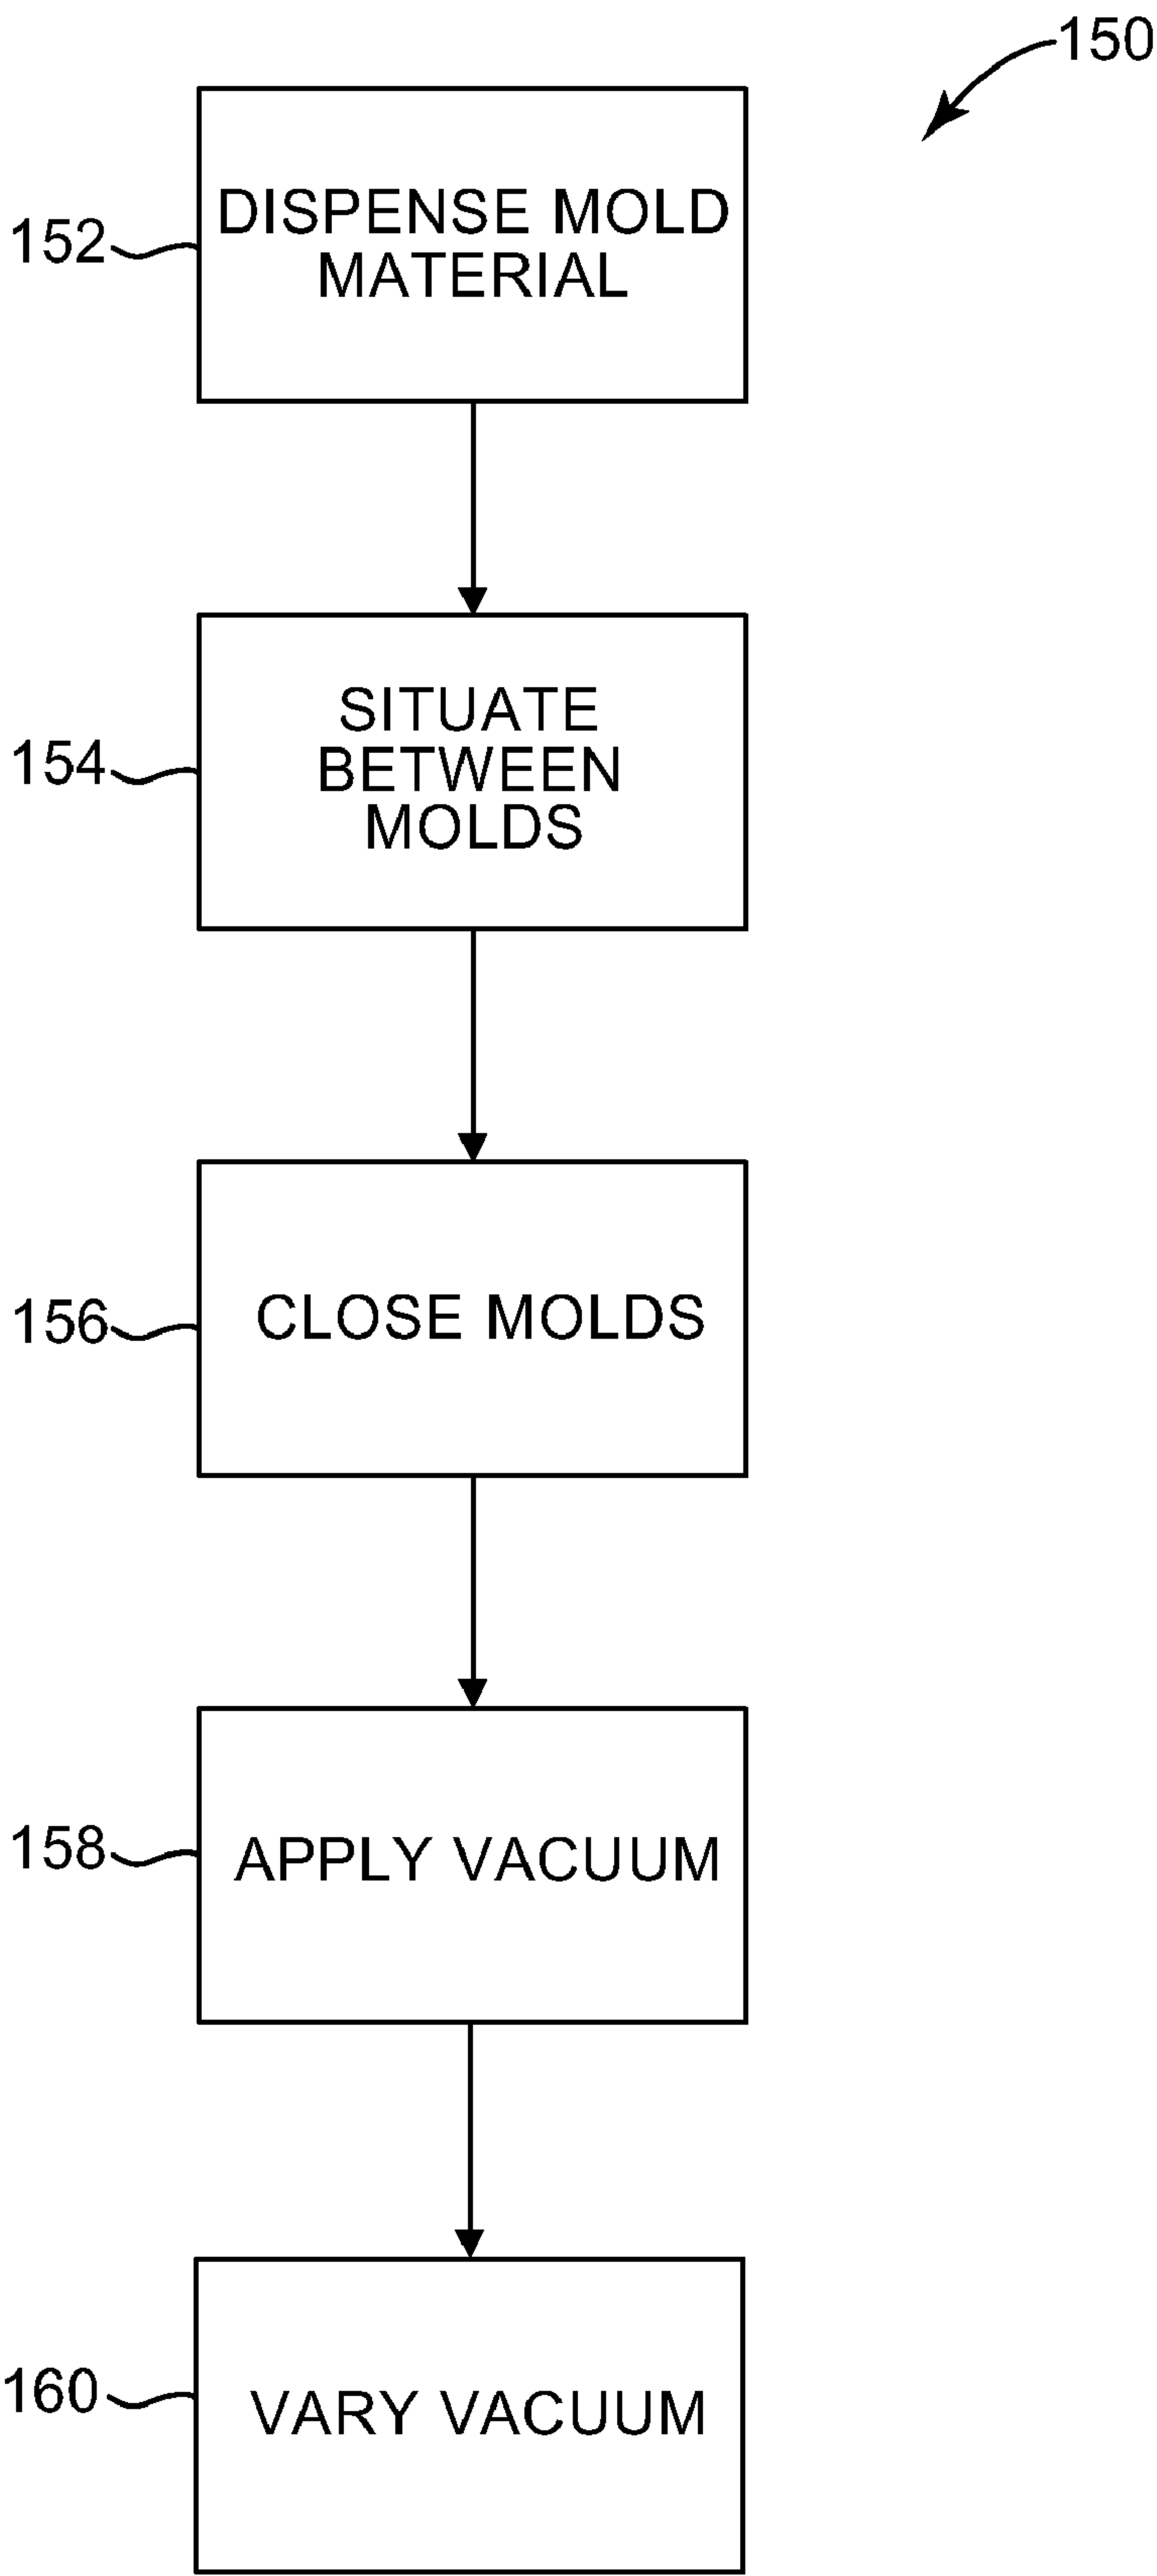 150
152
DISPENSE MOLD
MATERIAL
154
SITUATE
BETWEEN
MOLDS
156
CLOSE MOLDS
158
APPLY VACUUM
160
VARY VACUUM